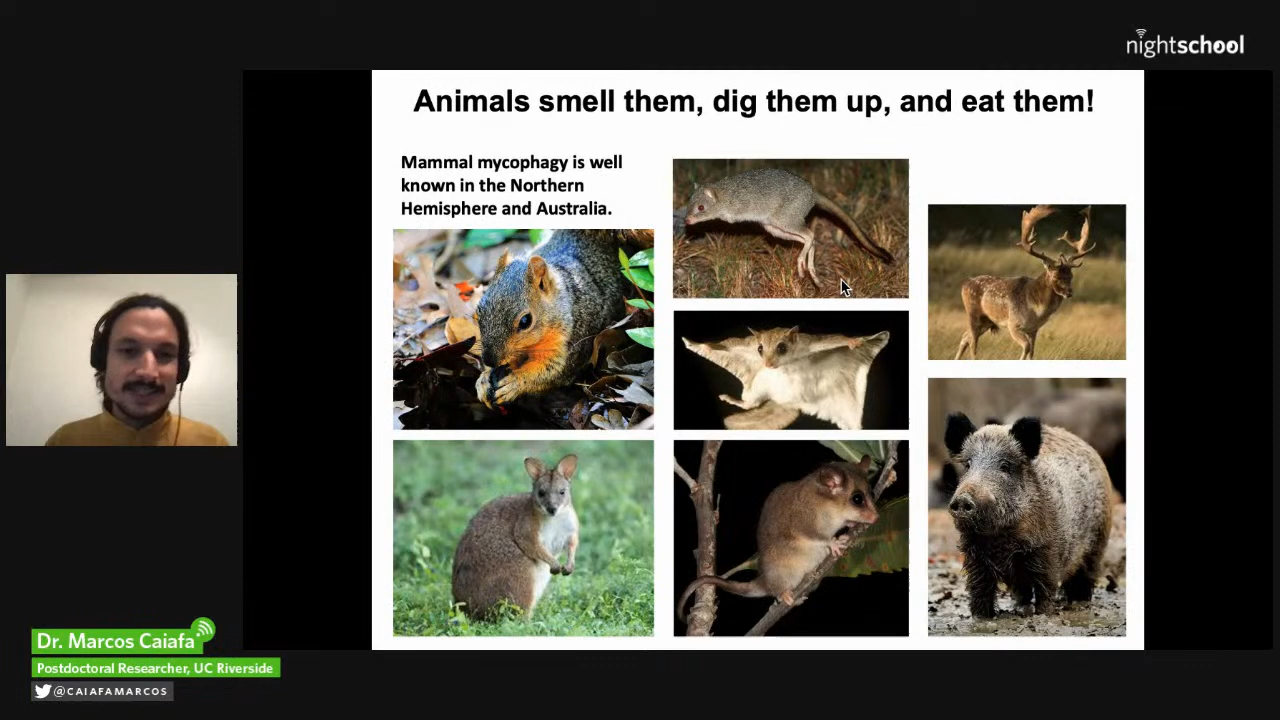 nightschool
Animals smell them, dig them up, and eat them!
Mammal mycophagy is well
known in the Northern
Hemisphere and Australia.
Dr. Marcos Caiafa
Postdoctoral Researcher, UC Riverside
@CAIAFAMARCOS